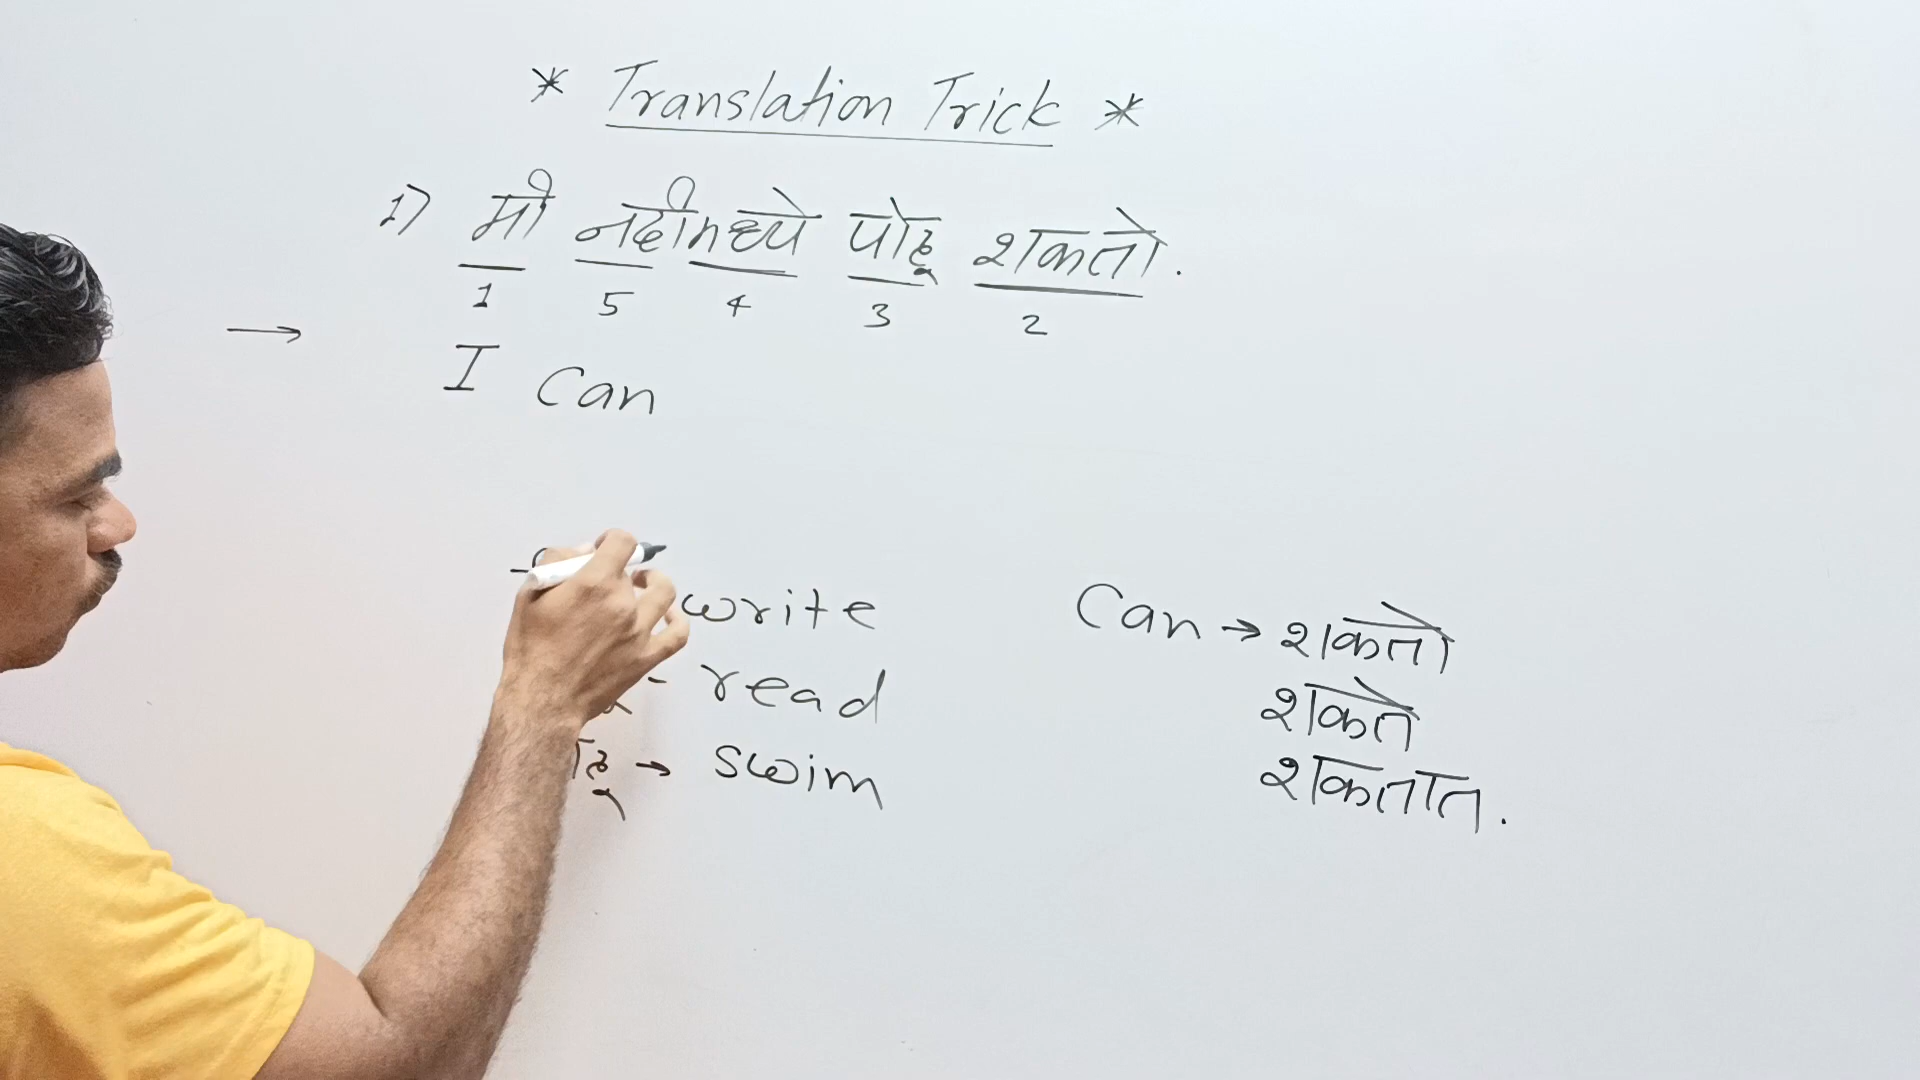 * Translation Trick *
1) मी नदीमध्ये पोहू शकतो.
1 5 4 3 2
→ I Can
write
- read
→ swim
Can → शकतो
शकते
शकतात.